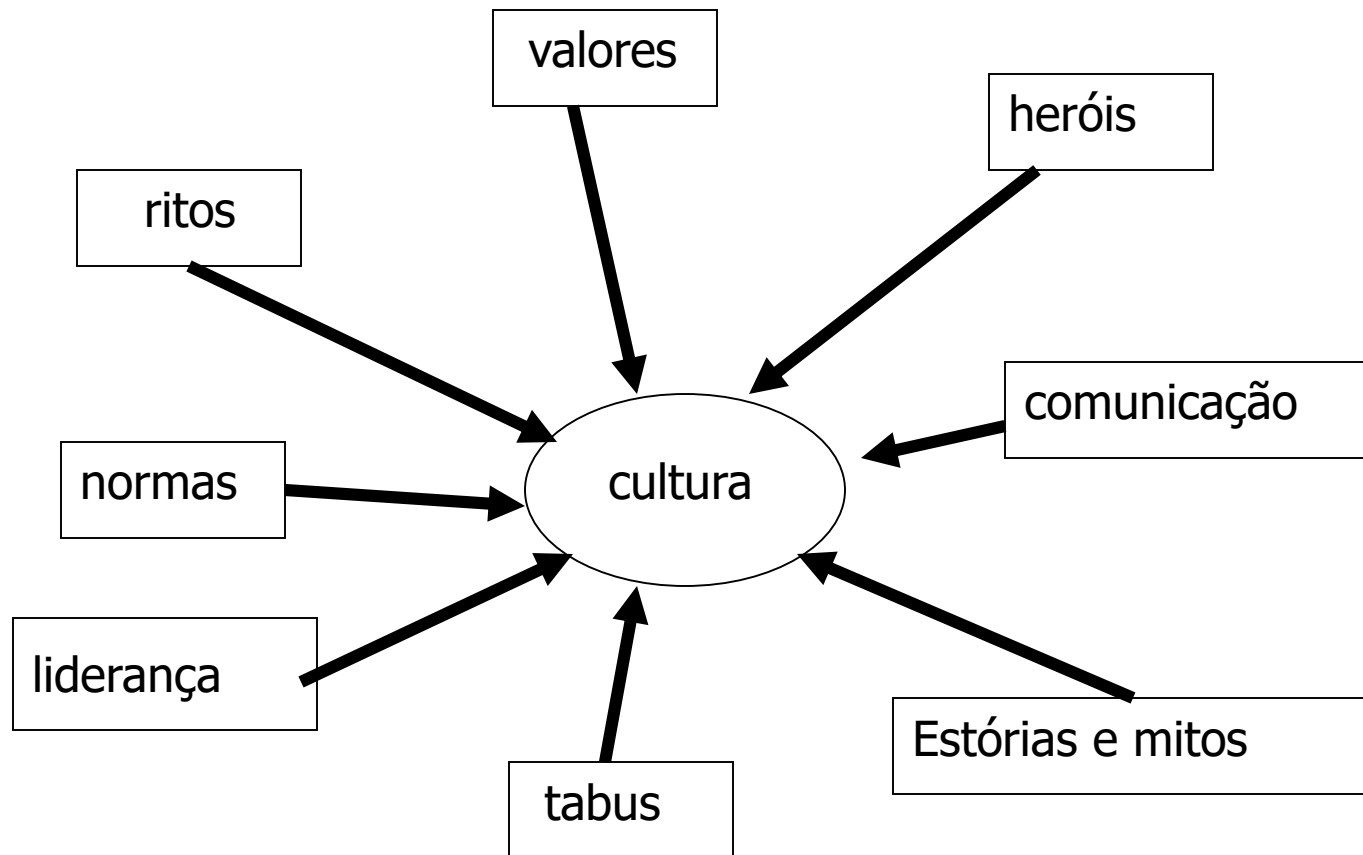 valores
heróis
ritos
comunicação
normas
cultura
liderança
Estórias e mitos
tabus